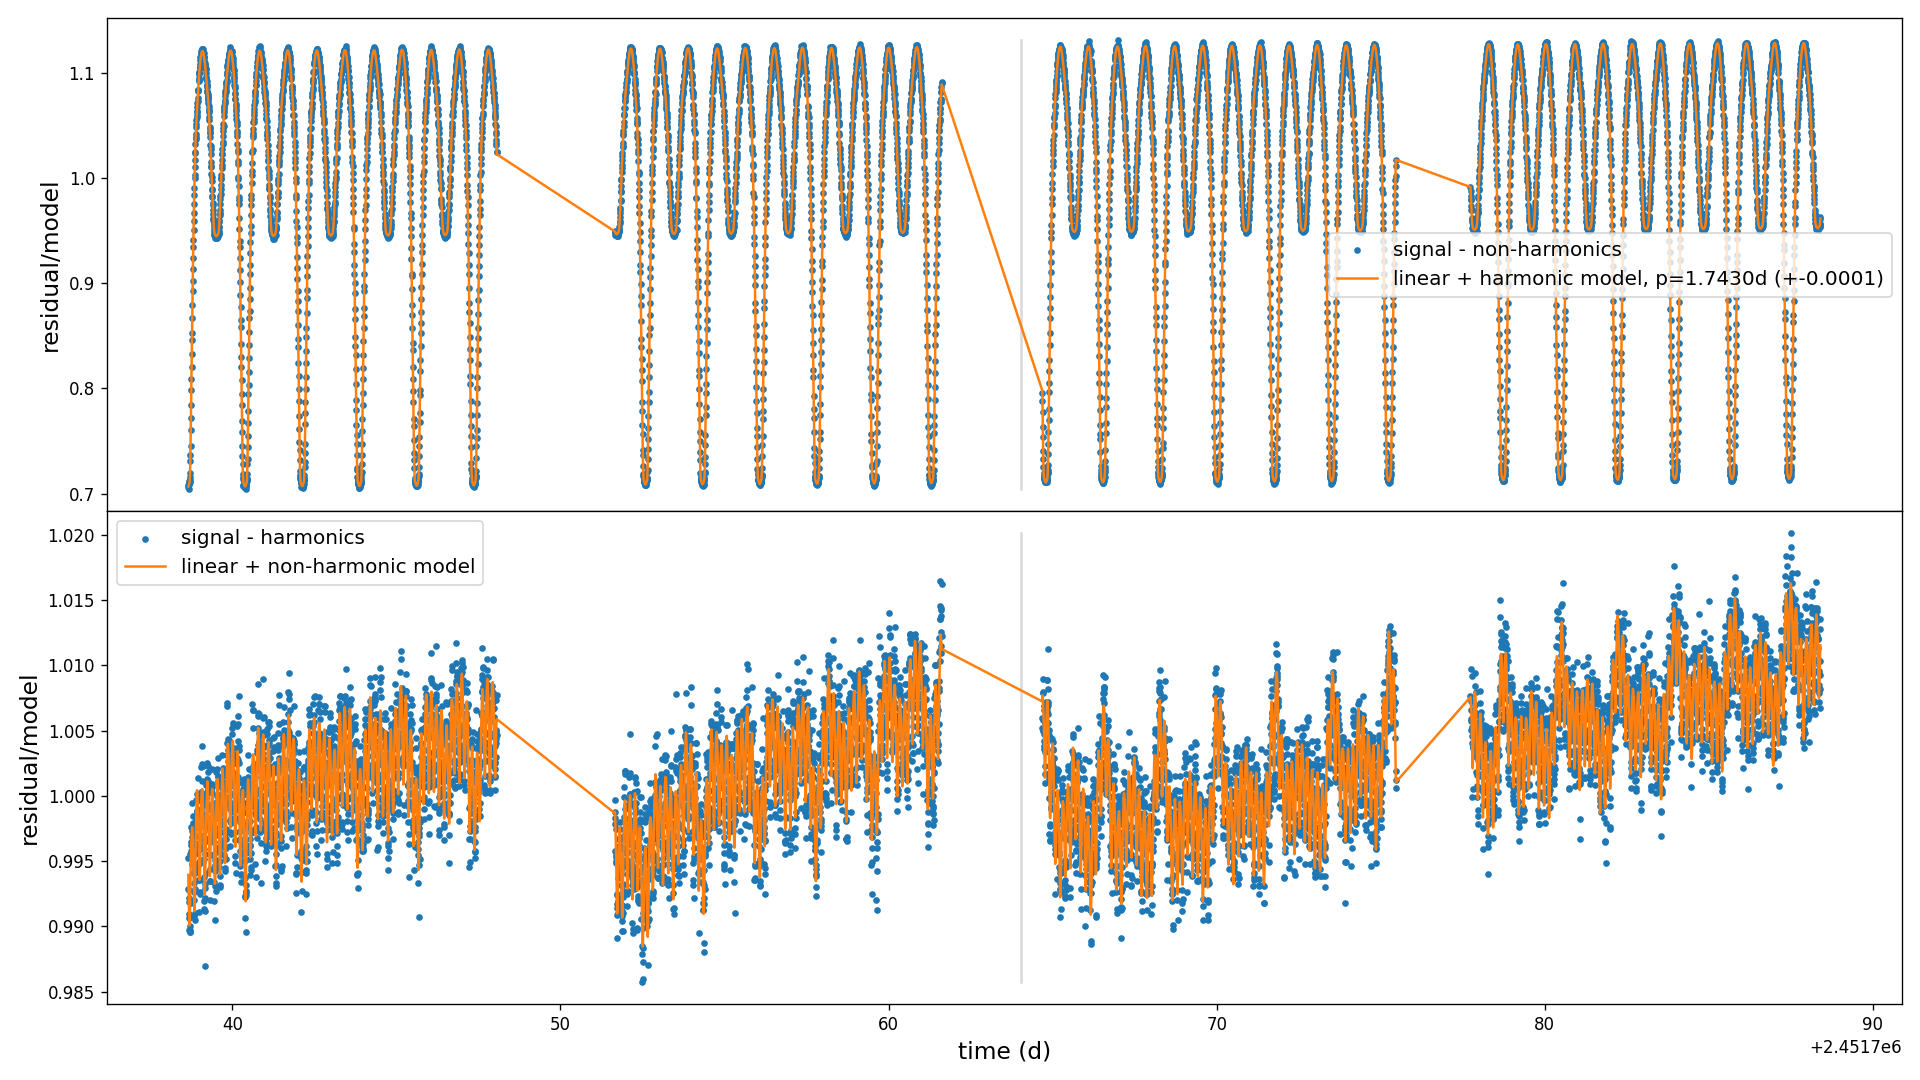 1.1
1.0
0.9
0.8
0.7
residual/model
signal - non-harmonics
linear + harmonic model, p=1.7430d (+-0.0001)
1.020
1.015
1.010
1.005
1.000
0.995
0.990
0.985
residual/model
signal - harmonics
linear + non-harmonic model
40 50 60 70 80 90
time (d)
+2.4517e6